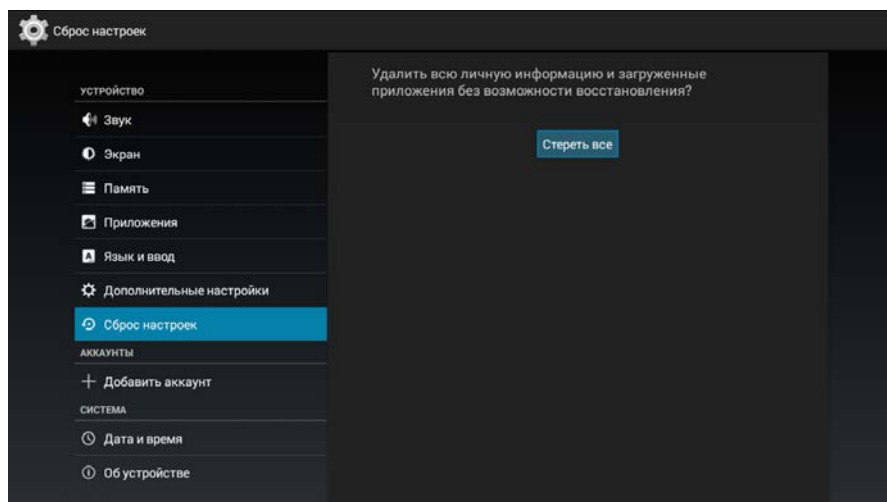 Сброс настроек
УСТРОЙСТВО
Звук
Экран
Память
Приложения
Язык и ввод
Дополнительные настройки
Сброс настроек
АККАУНТЫ
Добавить аккаунт
СИСТЕМА
Дата и время
Об устройстве
Удалить всю личную информацию и загруженные
приложения без возможности восстановления?
Стереть все